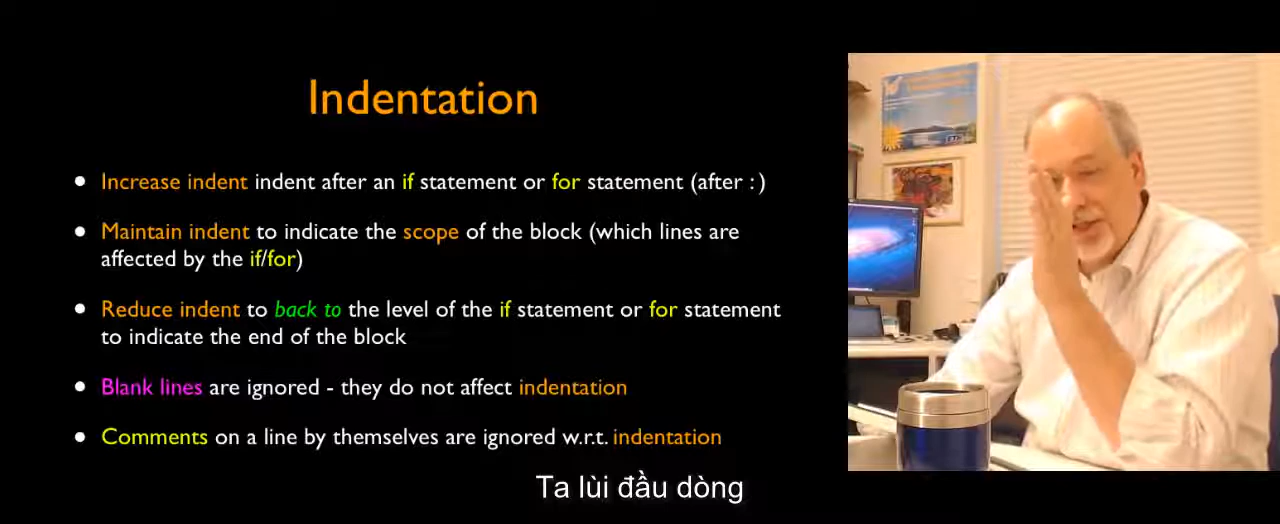 Indentation
• Increase indent indent after an if statement or for statement (after : )
• Maintain indent to indicate the scope of the block (which lines are
affected by the if/for)
• Reduce indent to back to the level of the if statement or for statement
to indicate the end of the block
• Blank lines are ignored - they do not affect indentation
• Comments on a line by themselves are ignored w.r.t. indentation
Ta lùi đầu dòng